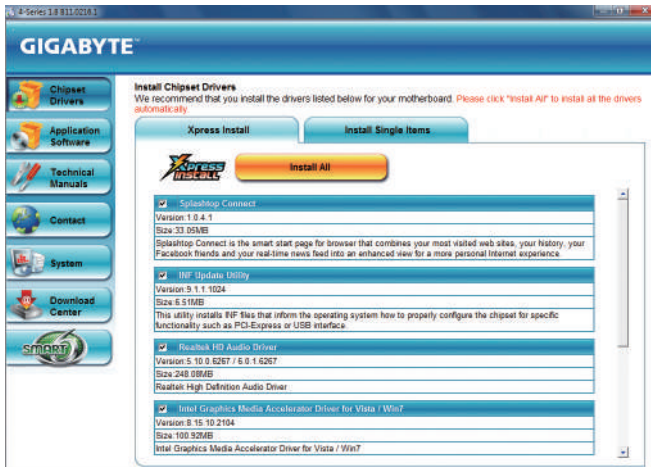 4-Series 1.8 B11.0216.1
GIGABYTE™
Chipset
Drivers
Application
Software
Technical
Manuals
Contact
System
Download
Center
SMART
Install Chipset Drivers
We recommend that you install the drivers listed below for your motherboard. Please click "Install All" to install all the drivers
automatically.
Xpress Install
Install Single Items
Xpress
INSTALL
Install All
Splashtop Connect
Version:1.0.4.1
Size:33.05MB
Splashtop Connect is the smart start page for browser that combines your most visited web sites, your history, your
Facebook friends and your real-time news feed into an enhanced view for a more personal Internet experience.
INF Update Utility
Version:9.1.1.1024
Size:6.51MB
This utility installs INF files that inform the operating system how to properly configure the chipset for specific
functionality such as PCI-Express or USB interface.
Realtek HD Audio Driver
Version:5.10.0.6267 / 6.0.1.6267
Size:248.08MB
Realtek High Definition Audio Driver
Intel Graphics Media Accelerator Driver for Vista / Win7
Version:8.15.10.2104
Size:100.92MB
Intel Graphics Media Accelerator Driver for Vista / Win7